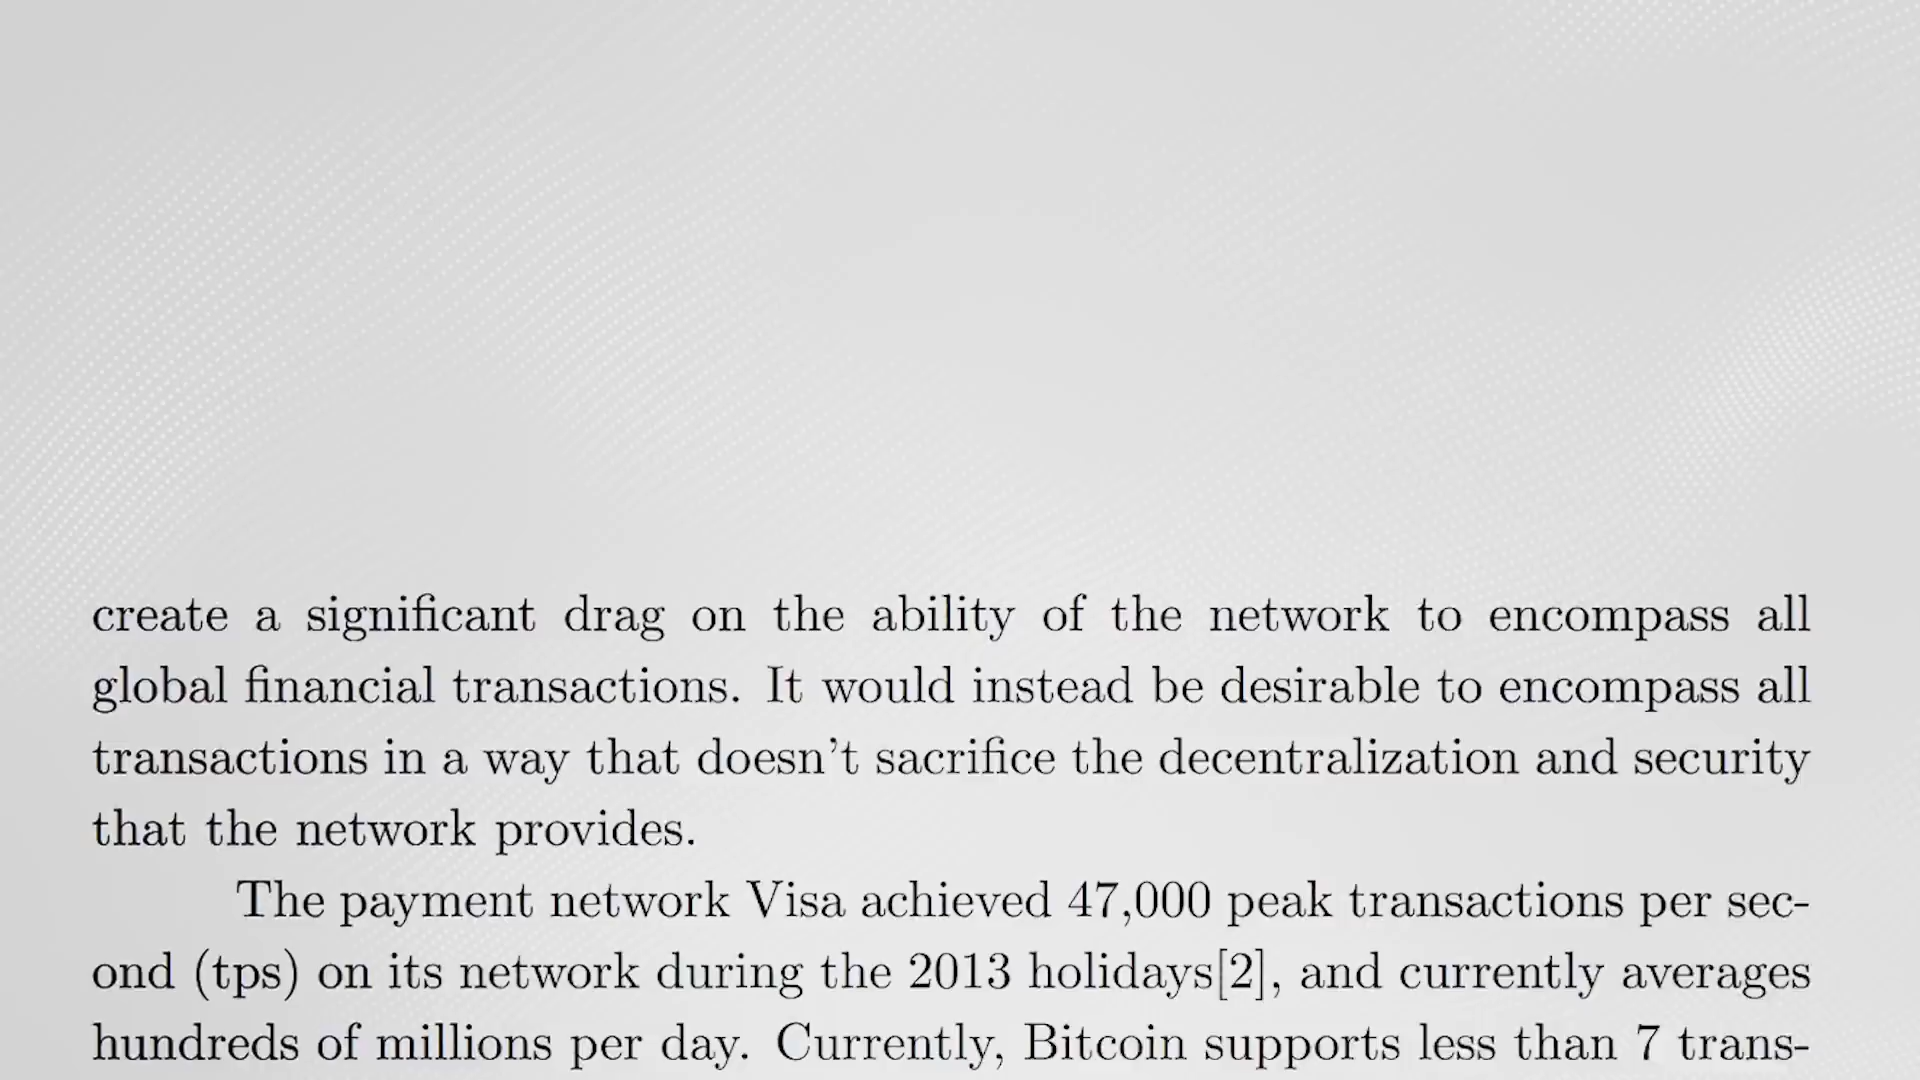 create a significant drag on the ability of the network to encompass all
global financial transactions. It would instead be desirable to encompass all
transactions in a way that doesn't sacrifice the decentralization and security
that the network provides.
The payment network Visa achieved 47,000 peak transactions per sec-
ond (tps) on its network during the 2013 holidays[2], and currently averages
hundreds of millions per day. Currently, Bitcoin supports less than 7 trans-